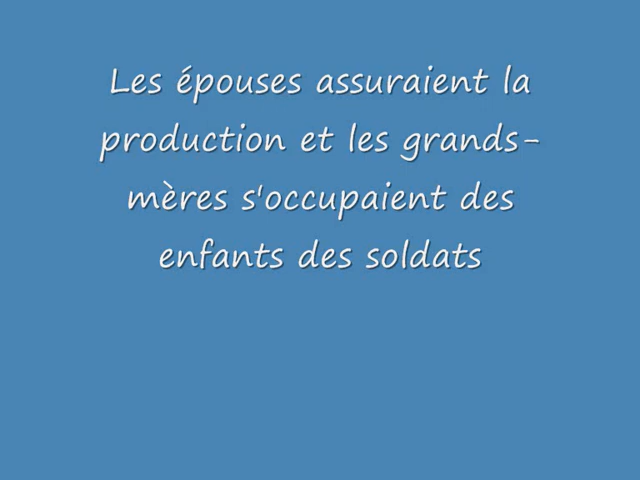 Les épouses assuraient la
production et les grands-
mères s'occupaient des
enfants des soldats